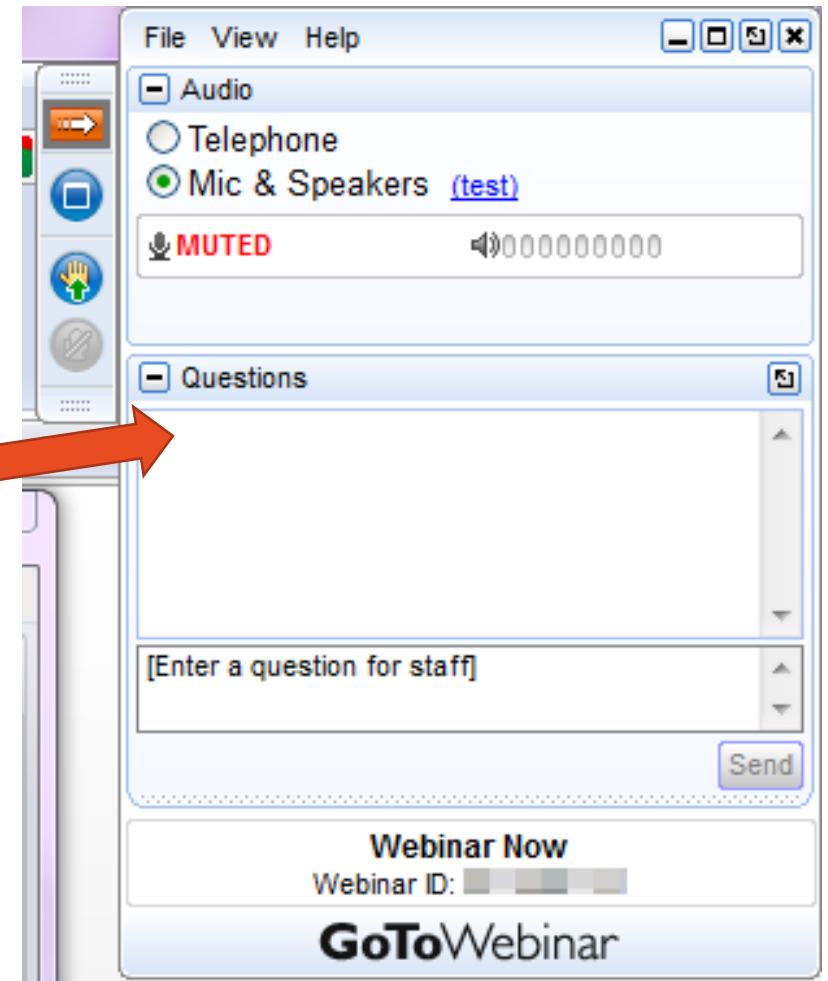 File View Help
Audio
Telephone
Mic & Speakers (test)
MUTED
Questions
[Enter a question for staff]
Send
Webinar Now
Webinar ID:
GoToWebinar